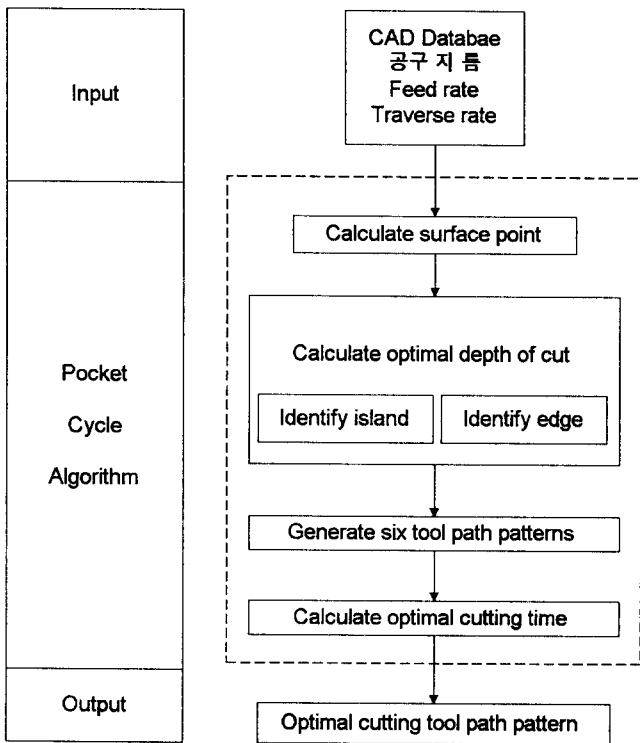 Input
CAD Databae
공구 지 름
Feed rate
Traverse rate
Pocket
Cycle
Algorithm
Calculate surface point
Calculate optimal depth of cut
Identify island
Identify edge
Generate six tool path patterns
Calculate optimal cutting time
Output
Optimal cutting tool path pattern